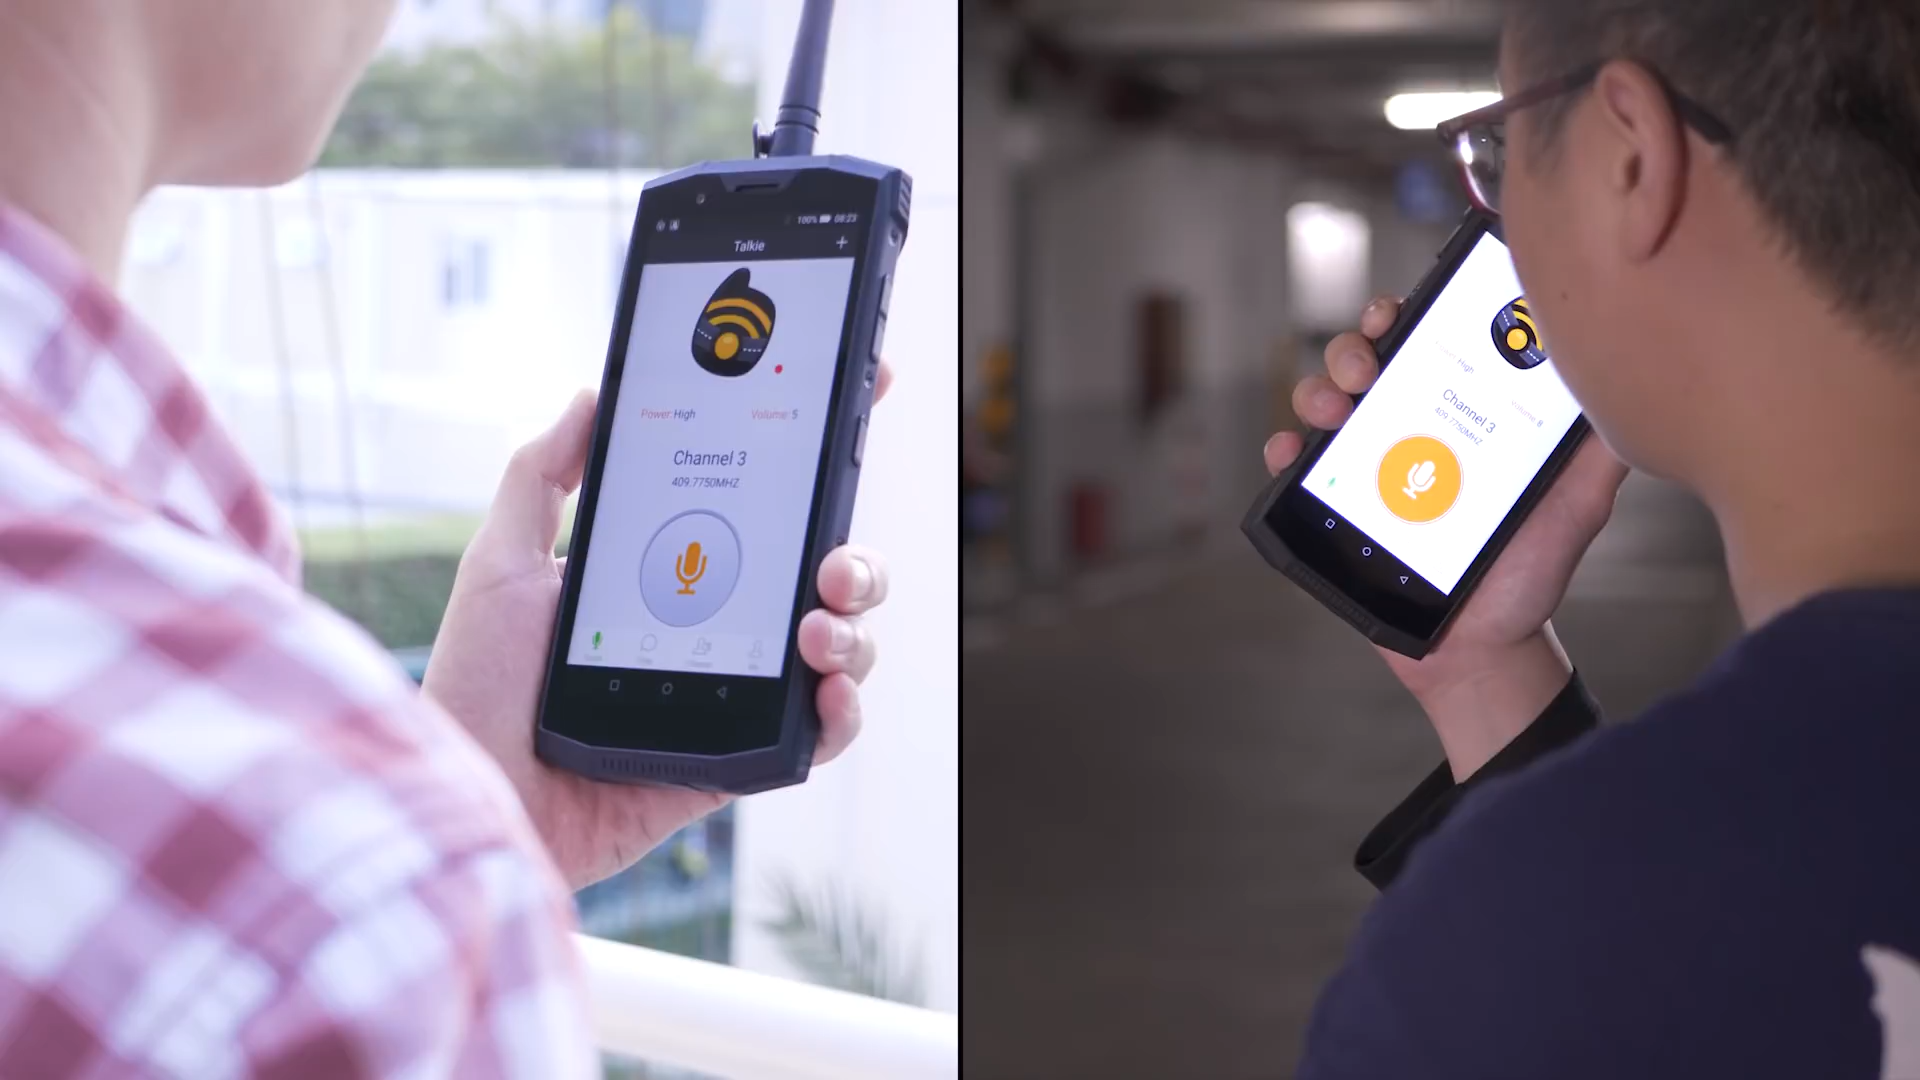 100% 08:23
Talkie
Power: High
Volume: 5
Channel 3
409.7750MHZ
High
Volume: 8
Channel 3
409.7750MHZ